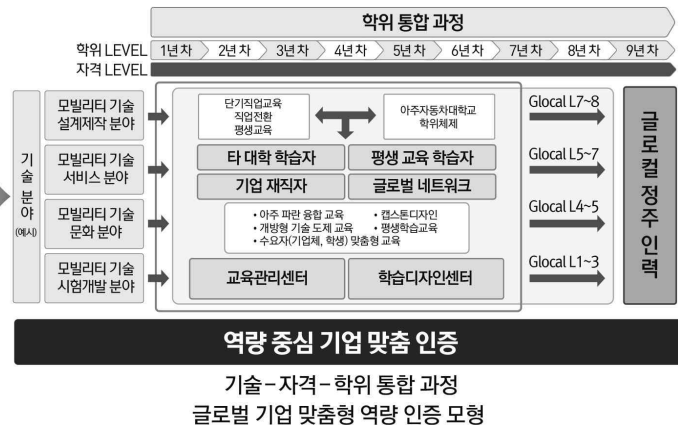 학위 통합 과정
학위 LEVEL 1년차 2년차 3년차 4년차 5년차 6년차 7년차 8년차 9년차
자격 LEVEL
기술 분야
(예시)
모빌리티 기술
설계제작 분야
모빌리티 기술
서비스 분야
모빌리티 기술
문화 분야
모빌리티 기술
시험개발 분야
단기직업교육
직업전환
평생교육
아주자동차대학교
학위체제
타 대학 학습자
평생 교육 학습자
기업 재직자
글로벌 네트워크
• 아주 파란 융합 교육 • 캡스톤디자인
• 개방형 기술 도제 교육 • 평생학습교육
• 수요자(기업체, 학생) 맞춤형 교육
교육관리센터
학습디자인센터
Glocal L7~8
Glocal L5~7
Glocal L4~5
Glocal L1~3
글로컬 정주 인력
역량 중심 기업 맞춤 인증
기술–자격–학위 통합 과정
글로벌 기업 맞춤형 역량 인증 모형